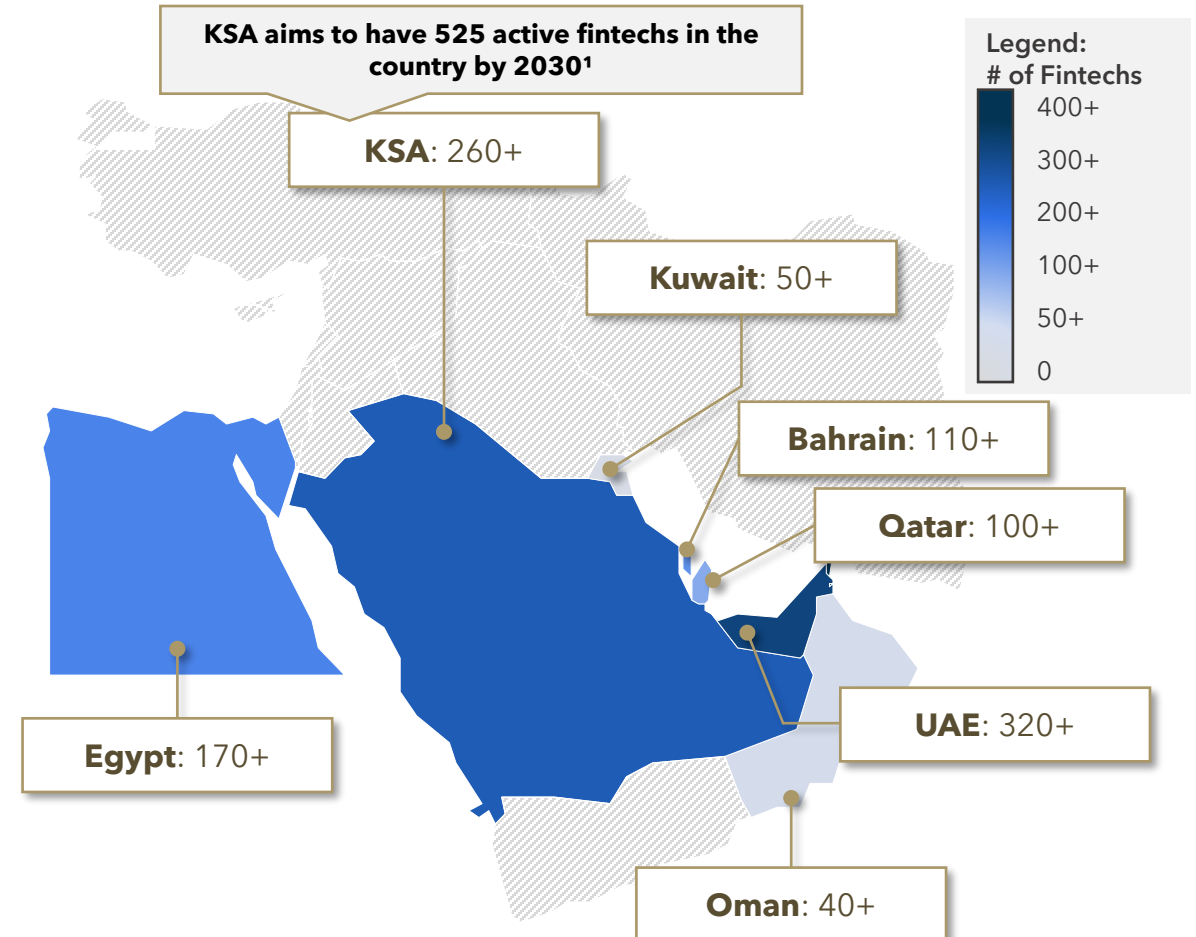 KSA aims to have 525 active fintechs in the
country by 2030¹
Legend:
# of Fintechs
400+
300+
200+
100+
50+
0
KSA: 260+
Kuwait: 50+
Bahrain: 110+
Qatar: 100+
UAE: 320+
Egypt: 170+
Oman: 40+